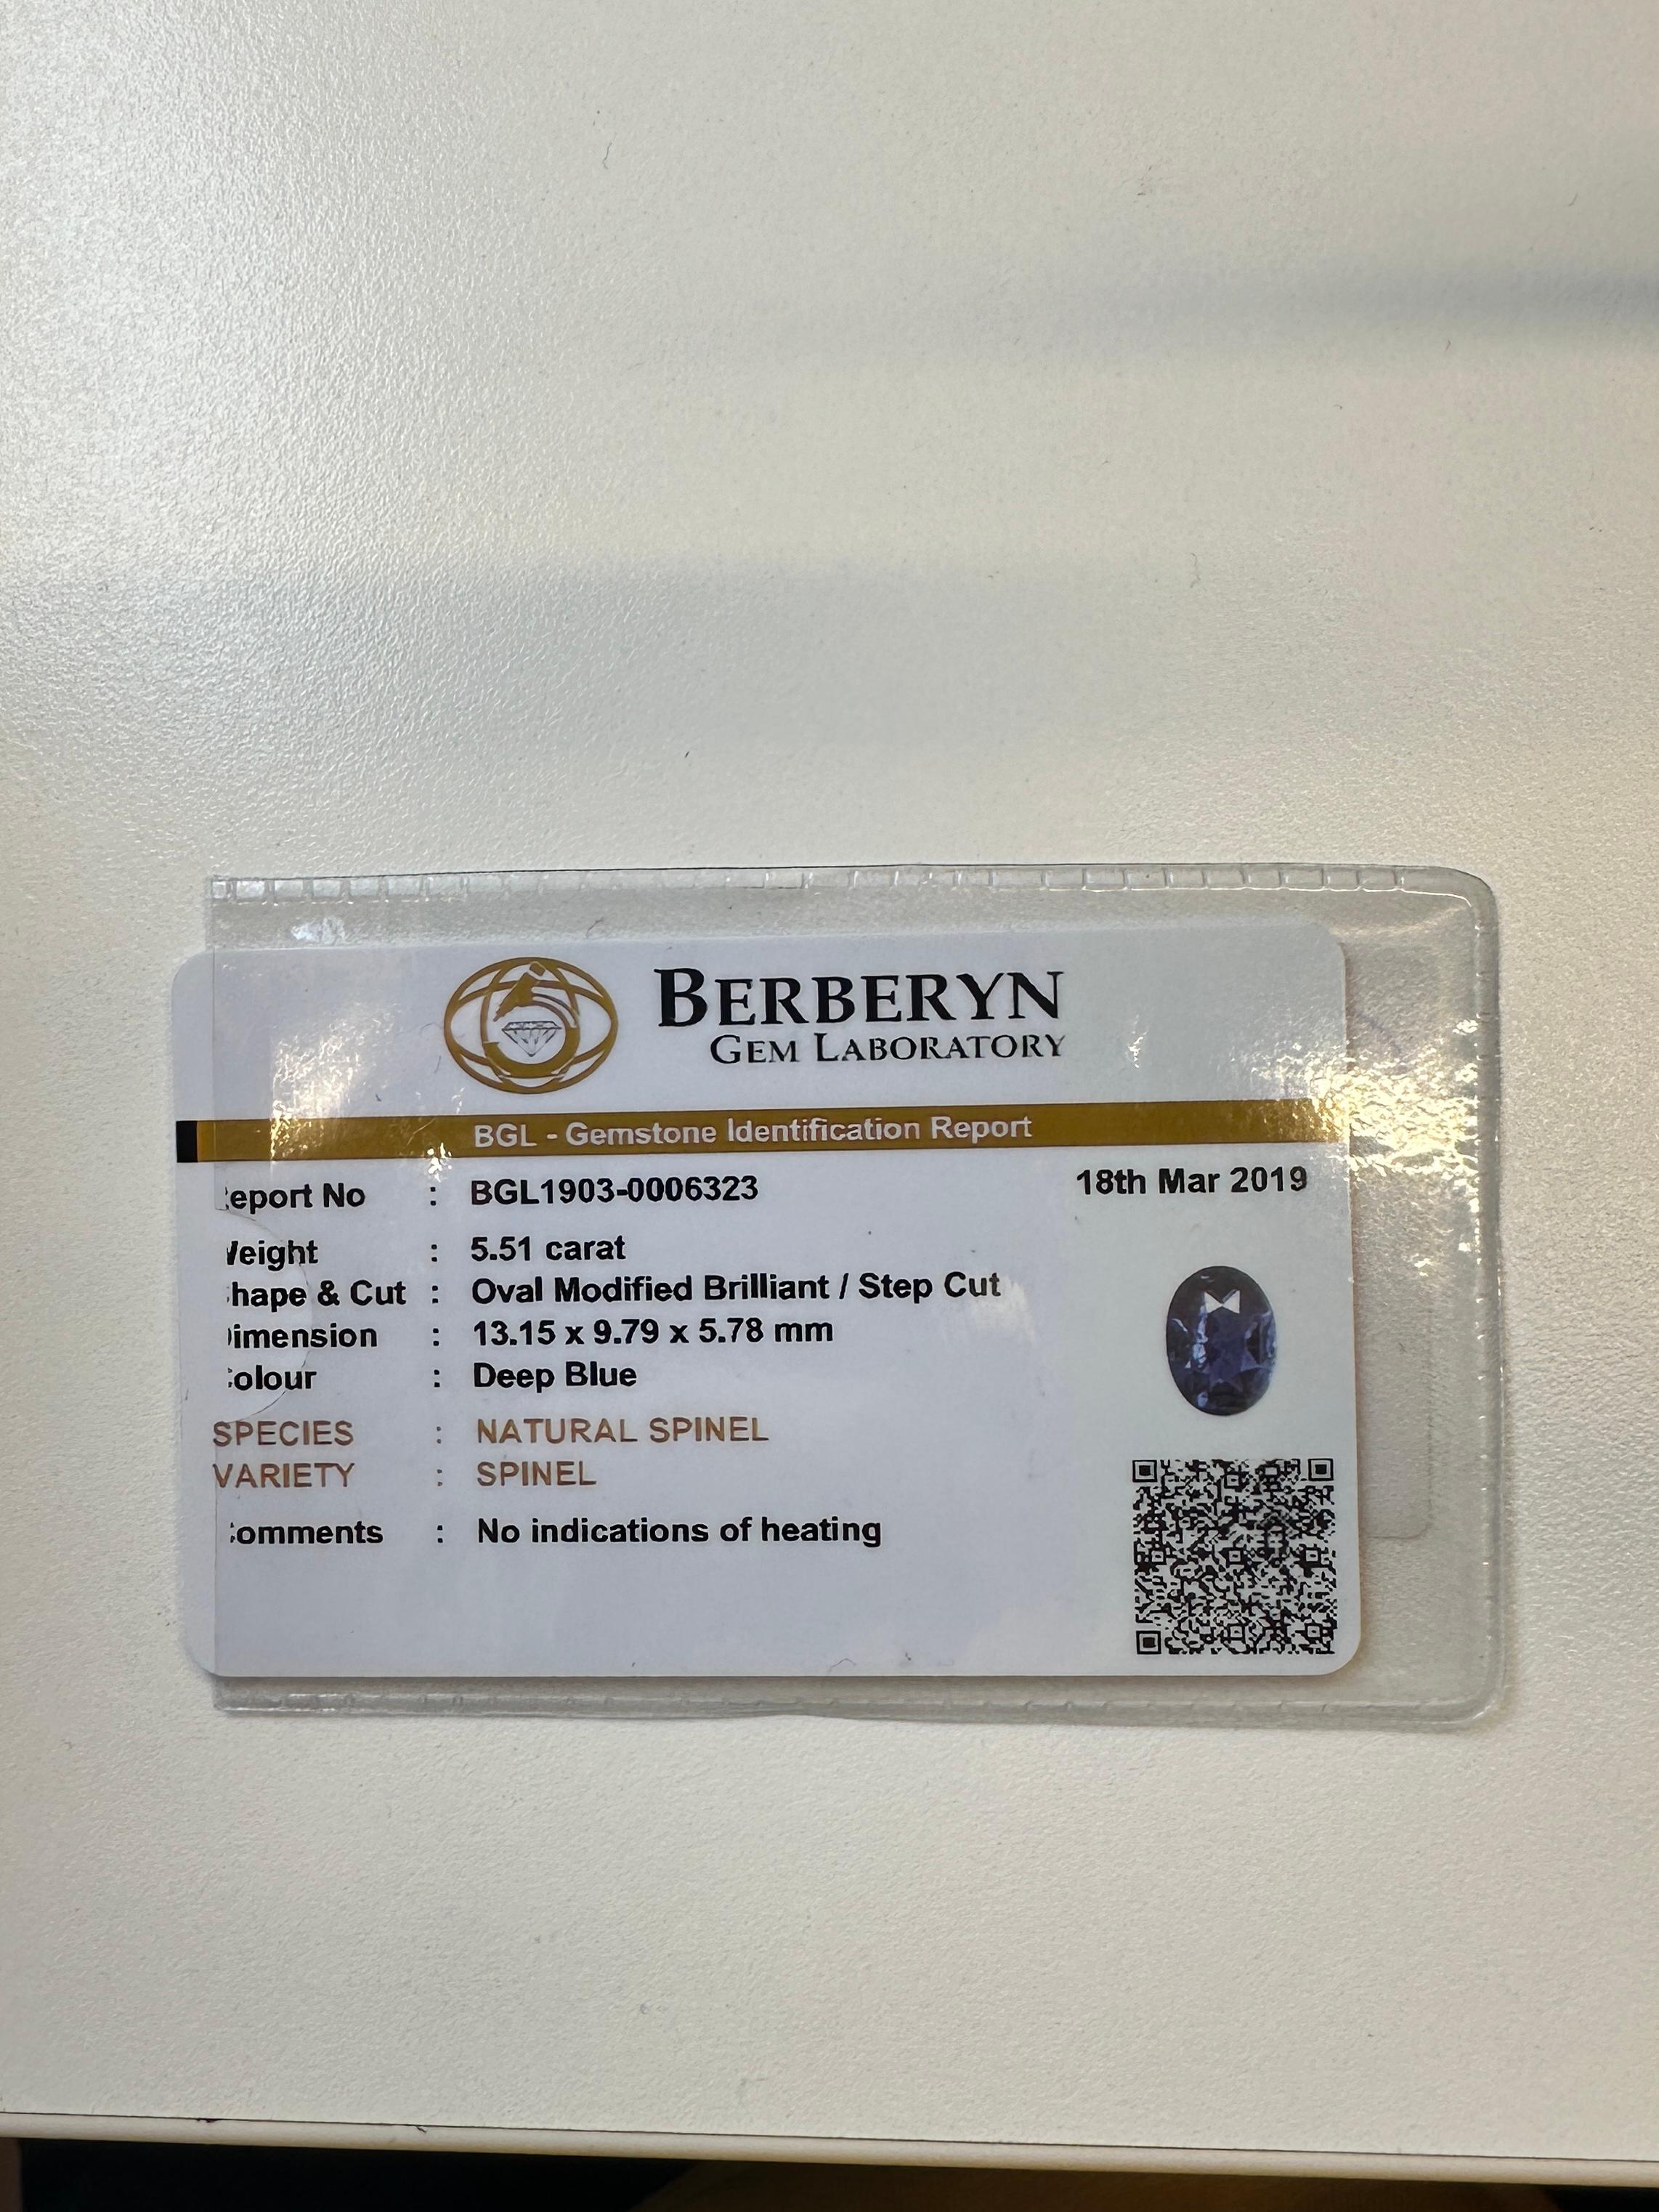 BERBERYN
GEM LABORATORY
BGL - Gemstone Identification Report
eport No : BGL1903-0006323 18th Mar 2019
Weight : 5.51 carat
hape & Cut : Oval Modified Brilliant / Step Cut
Dimension : 13.15 x 9.79 x 5.78 mm
olour : Deep Blue
SPECIES : NATURAL SPINEL
VARIETY : SPINEL
omments : No indications of heating